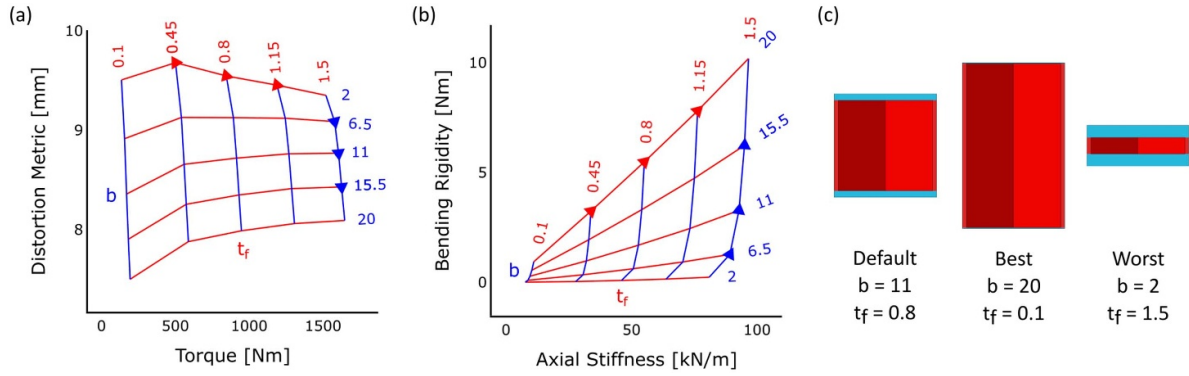 (a)
10
9
8
Distortion Metric [mm]
0.1
0.45
0.8
1.15
1.5
2
6.5
11
15.5
20
b
tf
0
500
1000
1500
Torque [Nm]
(b)
10
5
0
Bending Rigidity [Nm]
0.1
0.45
0.8
1.15
1.5
20
15.5
11
6.5
2
b
tf
0
50
100
Axial Stiffness [kN/m]
(c)
Default
b = 11
tf = 0.8
Best
b = 20
tf = 0.1
Worst
b = 2
tf = 1.5